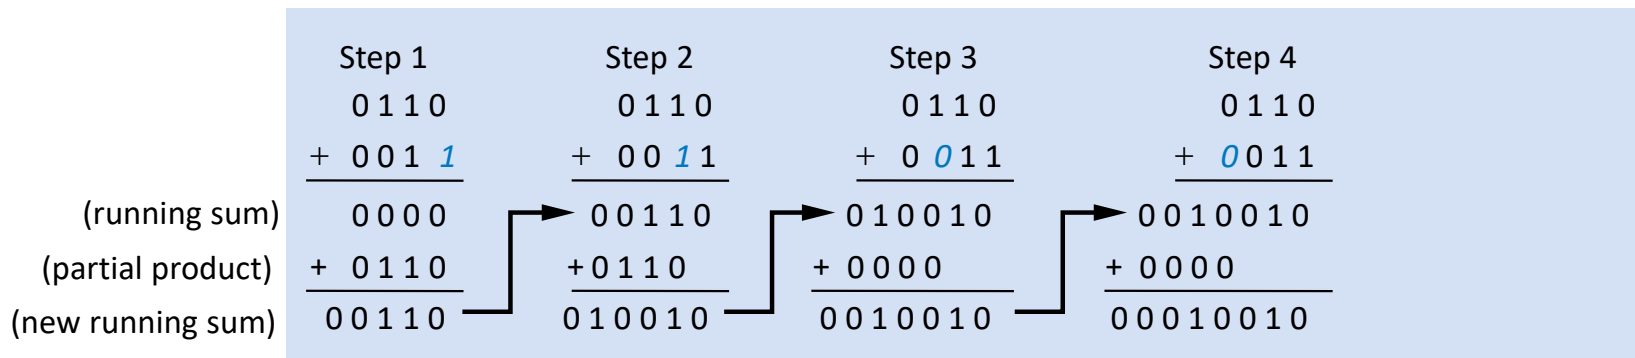 Step 1 Step 2 Step 3 Step 4
0110 0110 0110 0110
+ 0011 + 0011 + 0011 + 0011
(running sum) 0000 00110 010010 0010010
(partial product) + 0110 +0110 + 0000 + 0000
(new running sum) 00110 010010 0010010 00010010